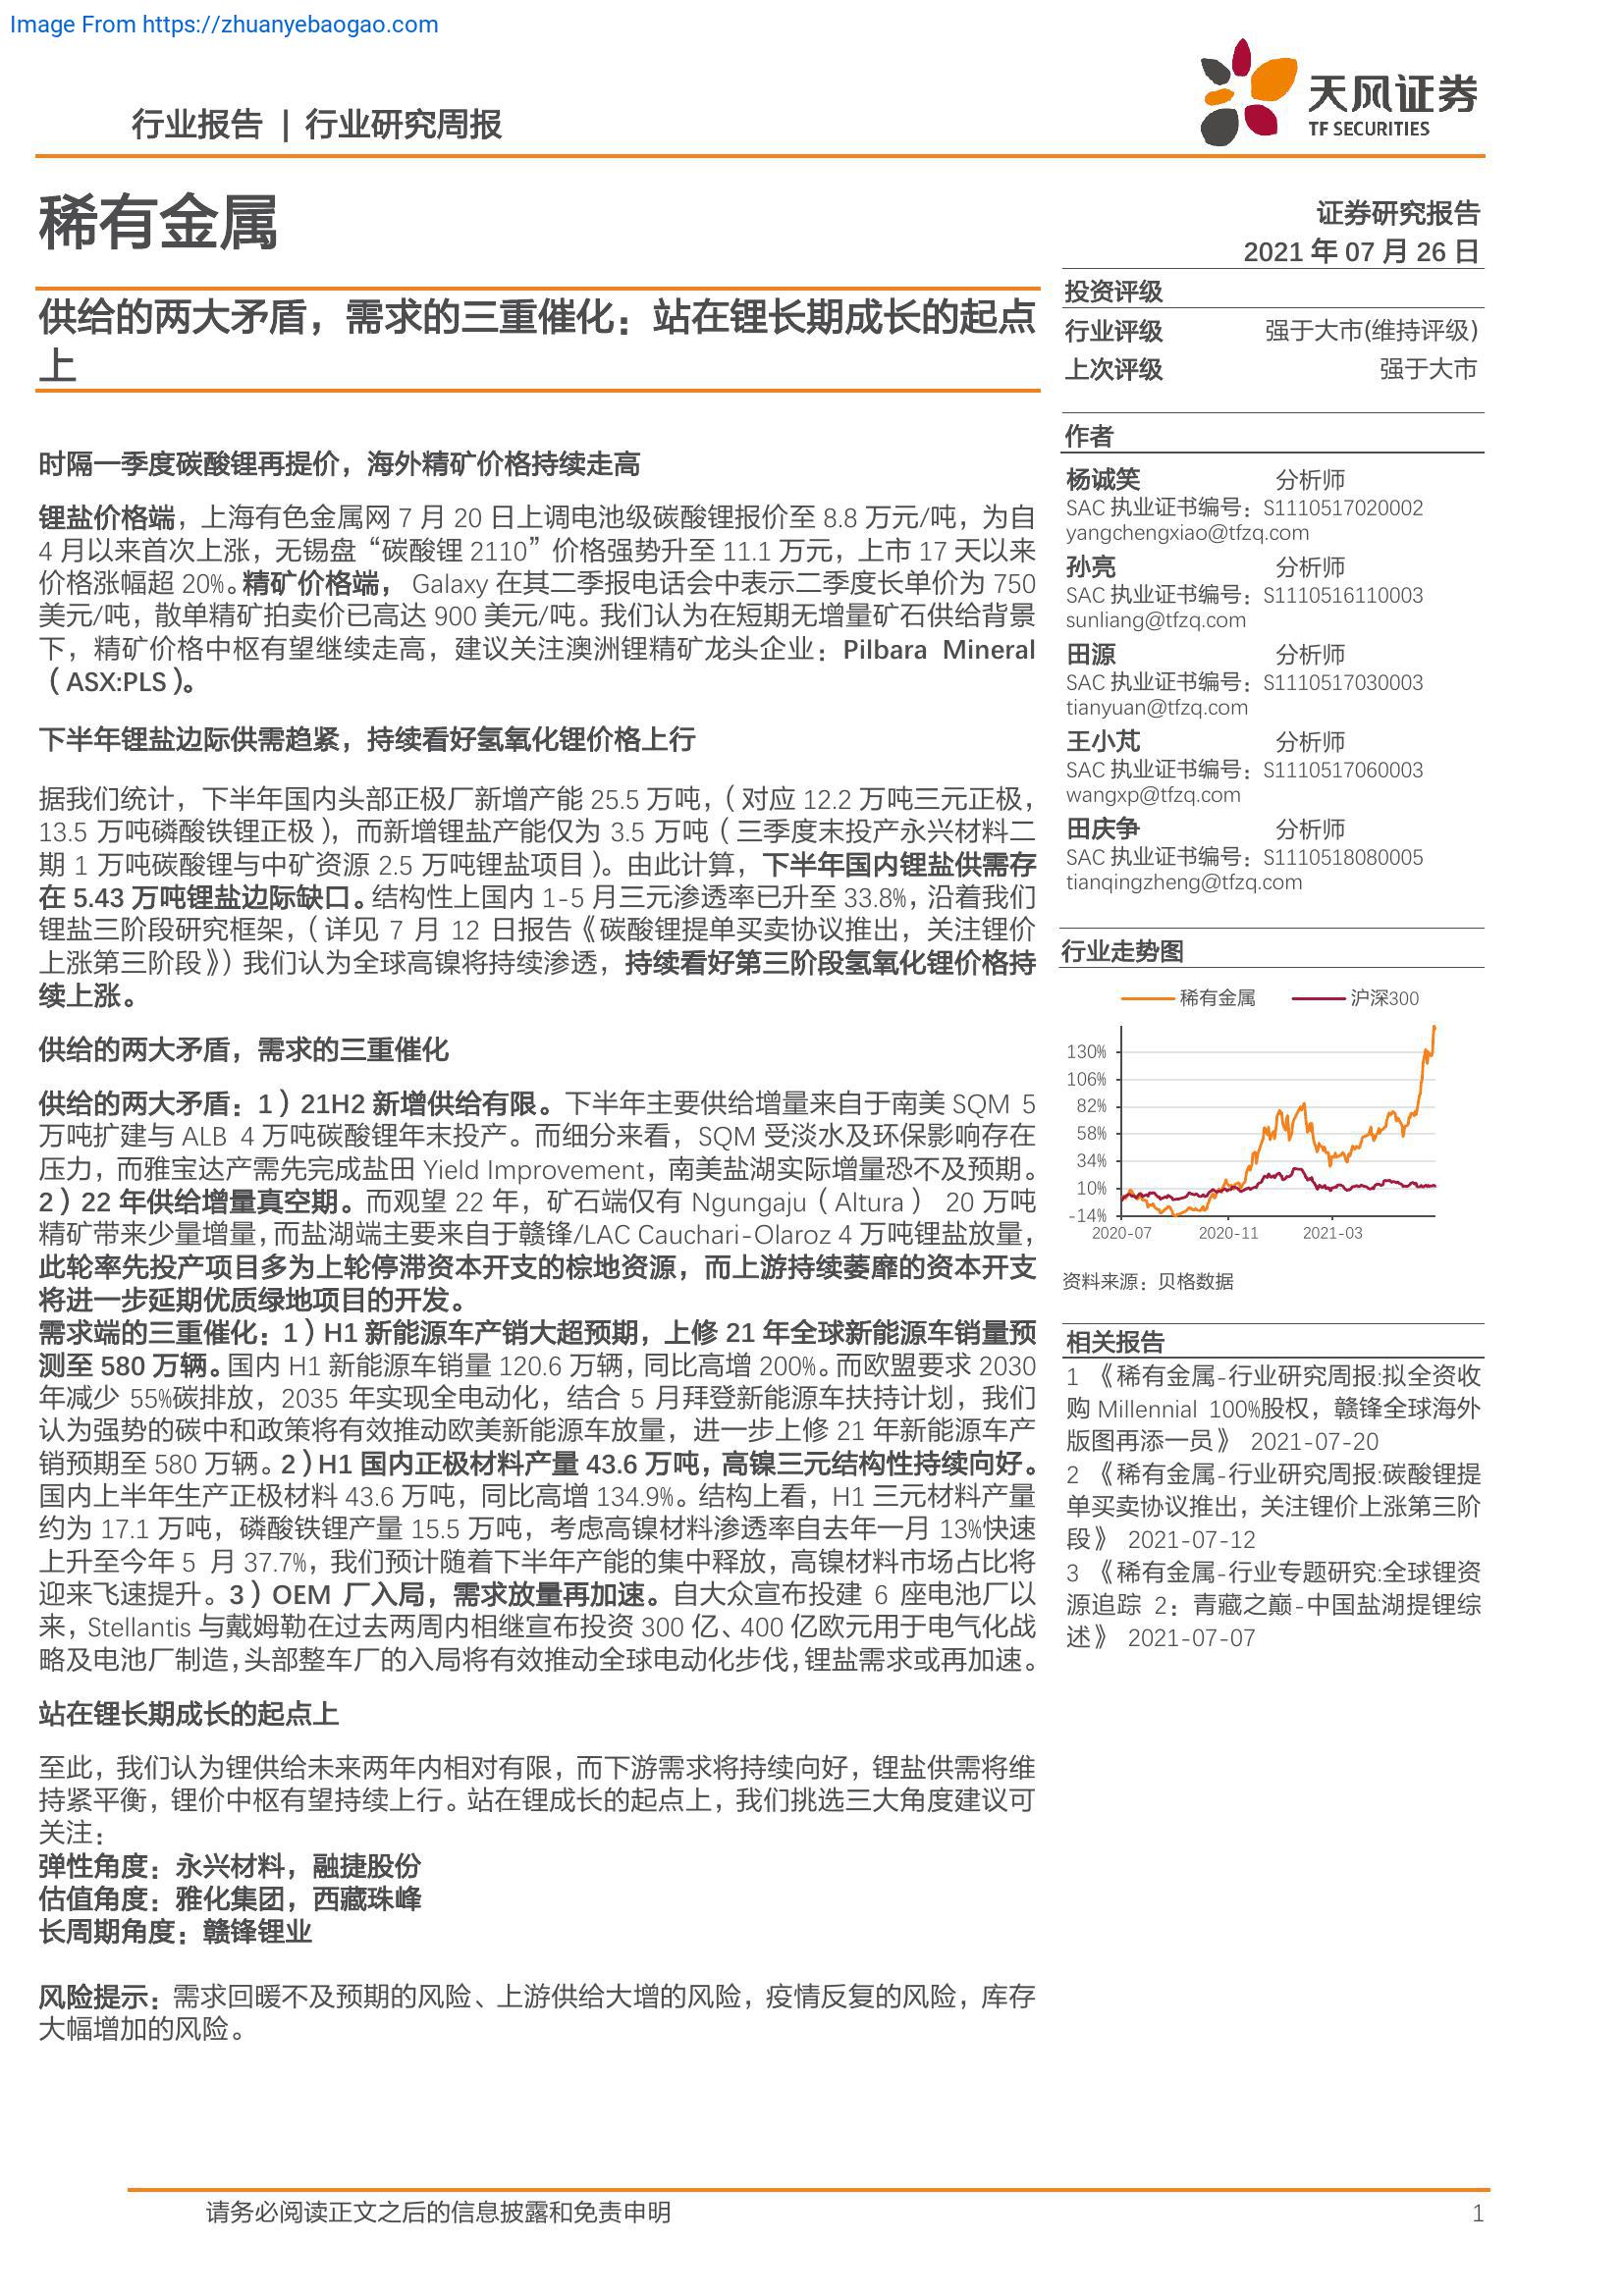 Image From https://zhuanyebaogao.com
行业报告 | 行业研究周报
天风证券
TF SECURITIES
稀有金属
证券研究报告
2021 年 07 月 26 日
供给的两大矛盾，需求的三重催化：站在锂长期成长的起点
上
时隔一季度碳酸锂再提价，海外精矿价格持续走高
锂盐价格端，上海有色金属网 7 月 20 日上调电池级碳酸锂报价至 8.8 万元/吨，为自
4 月以来首次上涨，无锡盘“碳酸锂 2110”价格强势升至 11.1 万元，上市 17 天以来
价格涨幅超 20%。精矿价格端， Galaxy 在其二季报电话会中表示二季度长单价为 750
美元/吨，散单精矿拍卖价已高达 900 美元/吨。我们认为在短期无增量矿石供给背景
下，精矿价格中枢有望继续走高，建议关注澳洲锂精矿龙头企业：Pilbara Mineral
（ASX:PLS）。
下半年锂盐边际供需趋紧，持续看好氢氧化锂价格上行
据我们统计，下半年国内头部正极厂新增产能 25.5 万吨，（对应 12.2 万吨三元正极，
13.5 万吨磷酸铁锂正极），而新增锂盐产能仅为 3.5 万吨（三季度末投产永兴材料二
期 1 万吨碳酸锂与中矿资源 2.5 万吨锂盐项目）。由此计算，下半年国内锂盐供需存
在 5.43 万吨锂盐边际缺口。结构性上国内 1-5 月三元渗透率已升至 33.8%，沿着我们
锂盐三阶段研究框架，（详见 7 月 12 日报告《碳酸锂提单买卖协议推出，关注锂价
上涨第三阶段》）我们认为全球高镍将持续渗透，持续看好第三阶段氢氧化锂价格持
续上涨。
供给的两大矛盾，需求的三重催化
供给的两大矛盾：1）21H2 新增供给有限。下半年主要供给增量来自于南美 SQM 5
万吨扩建与 ALB 4 万吨碳酸锂年末投产。而细分来看，SQM 受淡水及环保影响存在
压力，而雅宝达产需先完成盐田 Yield Improvement，南美盐湖实际增量恐不及预期。
2）22 年供给增量真空期。而观望 22 年，矿石端仅有 Ngungaju（Altura） 20 万吨
精矿带来少量增量，而盐湖端主要来自于赣锋/LAC Cauchari-Olaroz 4 万吨锂盐放量，
此轮率先投产项目多为上轮停滞资本开支的棕地资源，而上游持续萎靡的资本开支
将进一步延期优质绿地项目的开发。
需求端的三重催化：1）H1 新能源车产销大超预期，上修 21 年全球新能源车销量预
测至 580 万辆。国内 H1 新能源车销量 120.6 万辆，同比高增 200%。而欧盟要求 2030
年减少 55%碳排放，2035 年实现全电动化，结合 5 月拜登新能源车扶持计划，我们
认为强势的碳中和政策将有效推动欧美新能源车放量，进一步上修 21 年新能源车产
销预期至 580 万辆。2）H1 国内正极材料产量 43.6 万吨，高镍三元结构性持续向好。
国内上半年生产正极材料 43.6 万吨，同比高增 134.9%。结构上看，H1 三元材料产量
约为 17.1 万吨，磷酸铁锂产量 15.5 万吨，考虑高镍材料渗透率自去年一月 13%快速
上升至今年 5 月 37.7%，我们预计随着下半年产能的集中释放，高镍材料市场占比将
迎来飞速提升。3）OEM 厂入局，需求放量再加速。自大众宣布投建 6 座电池厂以
来，Stellantis 与戴姆勒在过去两周内相继宣布投资 300 亿、400 亿欧元用于电气化战
略及电池厂制造，头部整车厂的入局将有效推动全球电动化步伐，锂盐需求或再加速。
站在锂长期成长的起点上
至此，我们认为锂供给未来两年内相对有限，而下游需求将持续向好，锂盐供需将维
持紧平衡，锂价中枢有望持续上行。站在锂成长的起点上，我们挑选三大角度建议可
关注：
弹性角度：永兴材料，融捷股份
估值角度：雅化集团，西藏珠峰
长周期角度：赣锋锂业
风险提示：需求回暖不及预期的风险、上游供给大增的风险，疫情反复的风险，库存
大幅增加的风险。
投资评级
行业评级 强于大市(维持评级)
上次评级 强于大市
作者
杨诚笑 分析师
SAC 执业证书编号：S1110517020002
yangchengxiao@tfzq.com
孙亮 分析师
SAC 执业证书编号：S1110516110003
sunliang@tfzq.com
田源 分析师
SAC 执业证书编号：S1110517030003
tianyuan@tfzq.com
王小芃 分析师
SAC 执业证书编号：S1110517060003
wangxp@tfzq.com
田庆争 分析师
SAC 执业证书编号：S1110518080005
tianqingzheng@tfzq.com
行业走势图
稀有金属 沪深300
130%
106%
82%
58%
34%
10%
-14%
2020-07 2020-11 2021-03
资料来源：贝格数据
相关报告
1 《稀有金属-行业研究周报:拟全资收
购 Millennial 100%股权，赣锋全球海外
版图再添一员》 2021-07-20
2 《稀有金属-行业研究周报:碳酸锂提
单买卖协议推出，关注锂价上涨第三阶
段》 2021-07-12
3 《稀有金属-行业专题研究:全球锂资
源追踪 2：青藏之巅-中国盐湖提锂综
述》 2021-07-07
请务必阅读正文之后的信息披露和免责申明 1